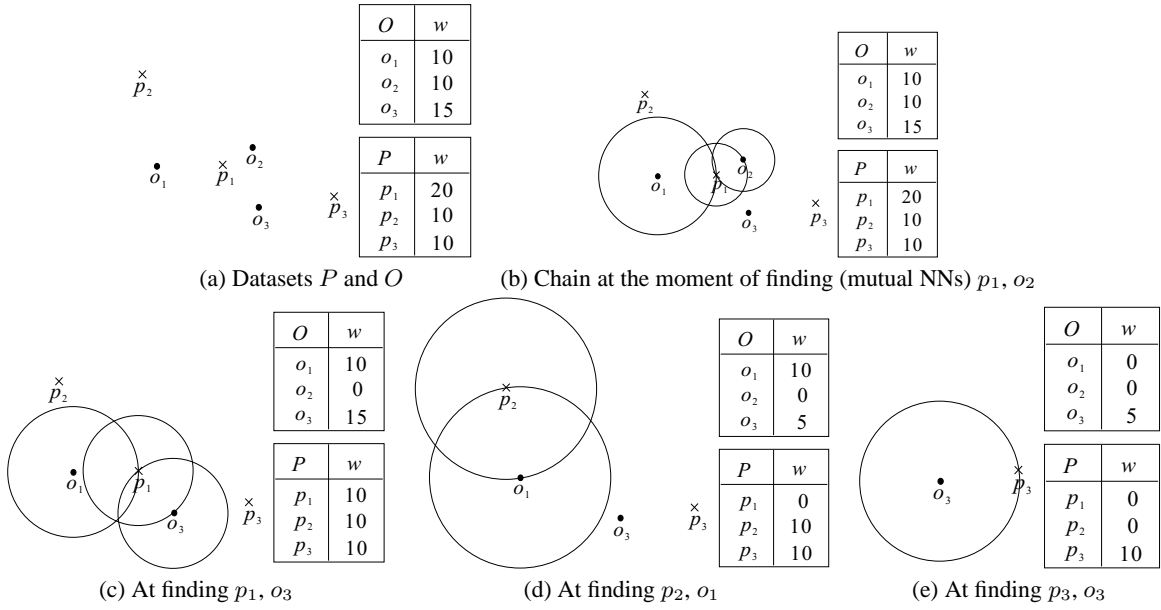 O w
o₁ 10
o₂ 10
o₃ 15
P w
p₁ 20
p₂ 10
p₃ 10
p₂
o₂
o₁
p₁
p₃
o₃
(a) Datasets P and O
O w
o₁ 10
o₂ 10
o₃ 15
P w
p₁ 20
p₂ 10
p₃ 10
p₂
o₂
o₁
p₁
p₃
o₃
(b) Chain at the moment of finding (mutual NNs) p₁, o₂
O w
o₁ 10
o₂ 0
o₃ 15
P w
p₁ 10
p₂ 10
p₃ 10
p₂
o₁
p₁
p₃
o₃
(c) At finding p₁, o₃
O w
o₁ 10
o₂ 0
o₃ 5
P w
p₁ 0
p₂ 10
p₃ 10
p₂
o₁
p₃
o₃
(d) At finding p₂, o₁
O w
o₁ 0
o₂ 0
o₃ 5
P w
p₁ 0
p₂ 0
p₃ 10
p₃
o₃
(e) At finding p₃, o₃